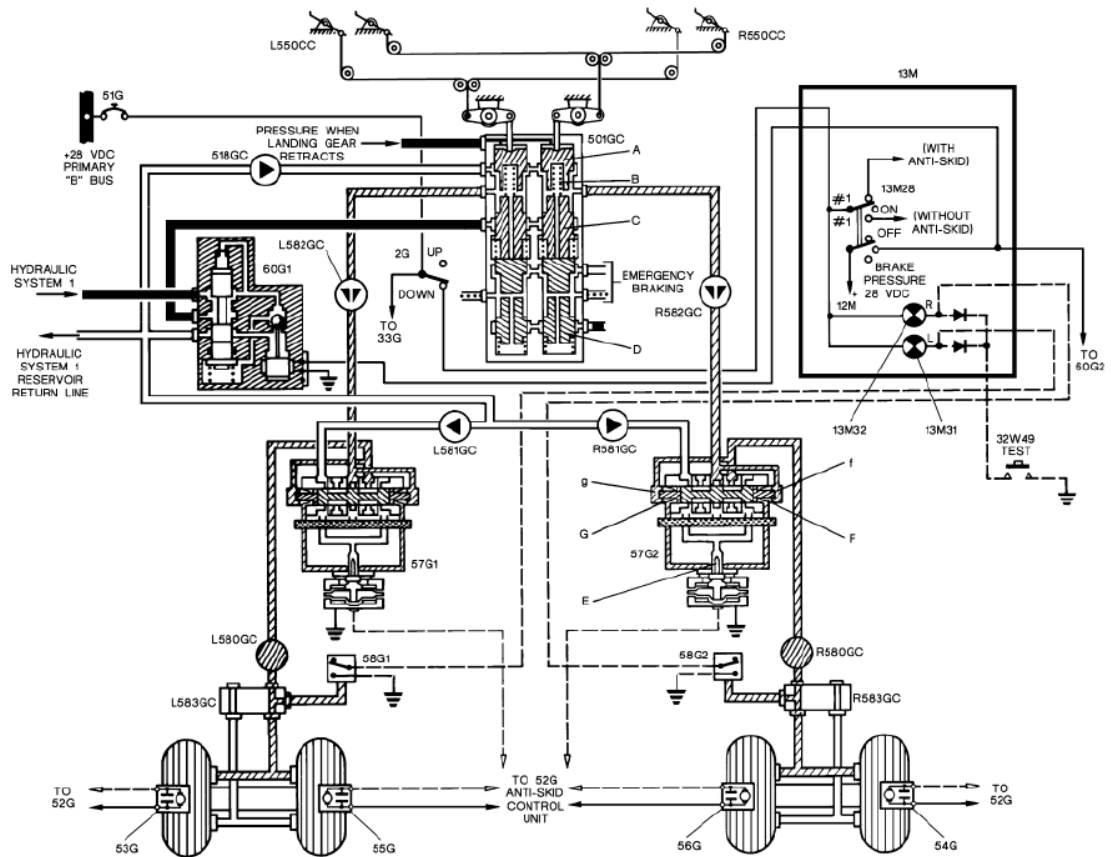 L550CC
R550CC
13M
51G
+28 VDC
PRIMARY
"B" BUS
PRESSURE WHEN
LANDING GEAR
RETRACTS
501GC
518GC
A
B
C
D
(WITH
ANTI-SKID)
13M28
#1
#1
ON
(WITHOUT
ANTI-SKID)
OFF
BRAKE
PRESSURE
+ 28 VDC
12M
R
L
L582GC
2G
UP
DOWN
TO
33G
EMERGENCY
BRAKING
R582GC
60G1
HYDRAULIC
SYSTEM 1
HYDRAULIC
SYSTEM 1
RESERVOIR
RETURN LINE
TO
60G2
13M32
13M31
32W49
TEST
L581GC
R581GC
g
f
G
F
57G1
57G2
E
L580GC
58G1
58G2
R580GC
L583GC
R583GC
TO
52G
TO 52G
ANTI-SKID
CONTROL
UNIT
TO
52G
53G
55G
56G
54G